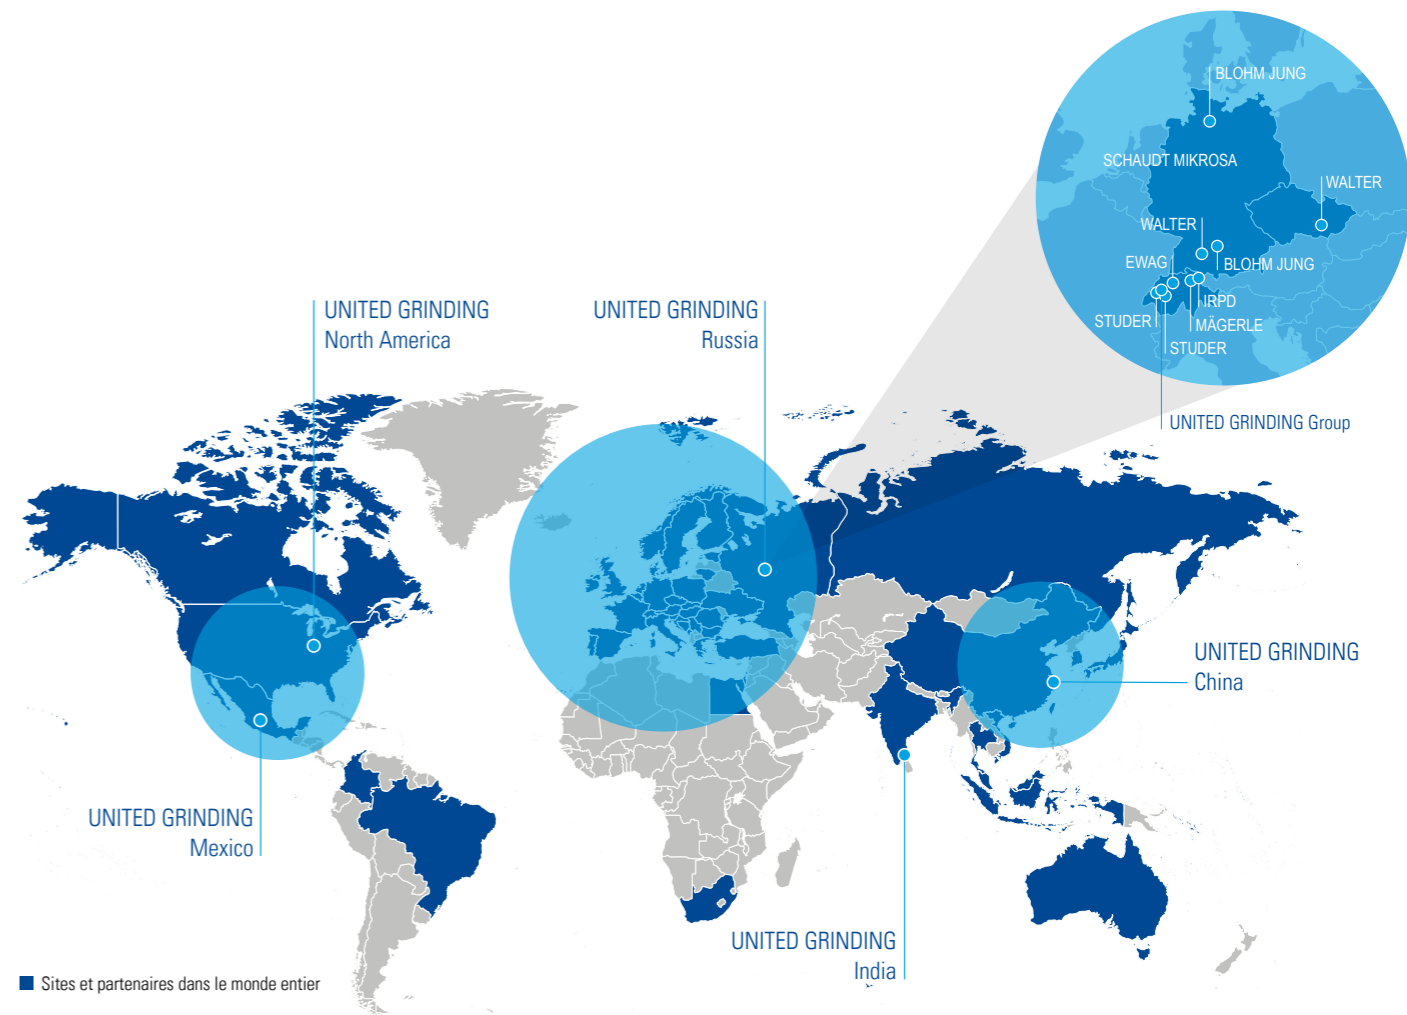 BLOHM JUNG
SCHAUDT MIKROSA
WALTER
WALTER
EWAG
BLOHM JUNG
IRPD
STUDER
MÄGERLE
STUDER
UNITED GRINDING Group
UNITED GRINDING
North America
UNITED GRINDING
Russia
UNITED GRINDING
China
UNITED GRINDING
Mexico
UNITED GRINDING
India
Sites et partenaires dans le monde entier